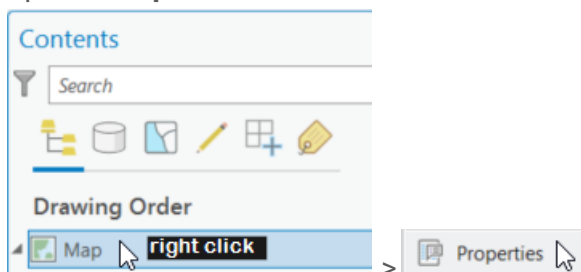 Contents
Search
Drawing Order
Map right click
> Properties